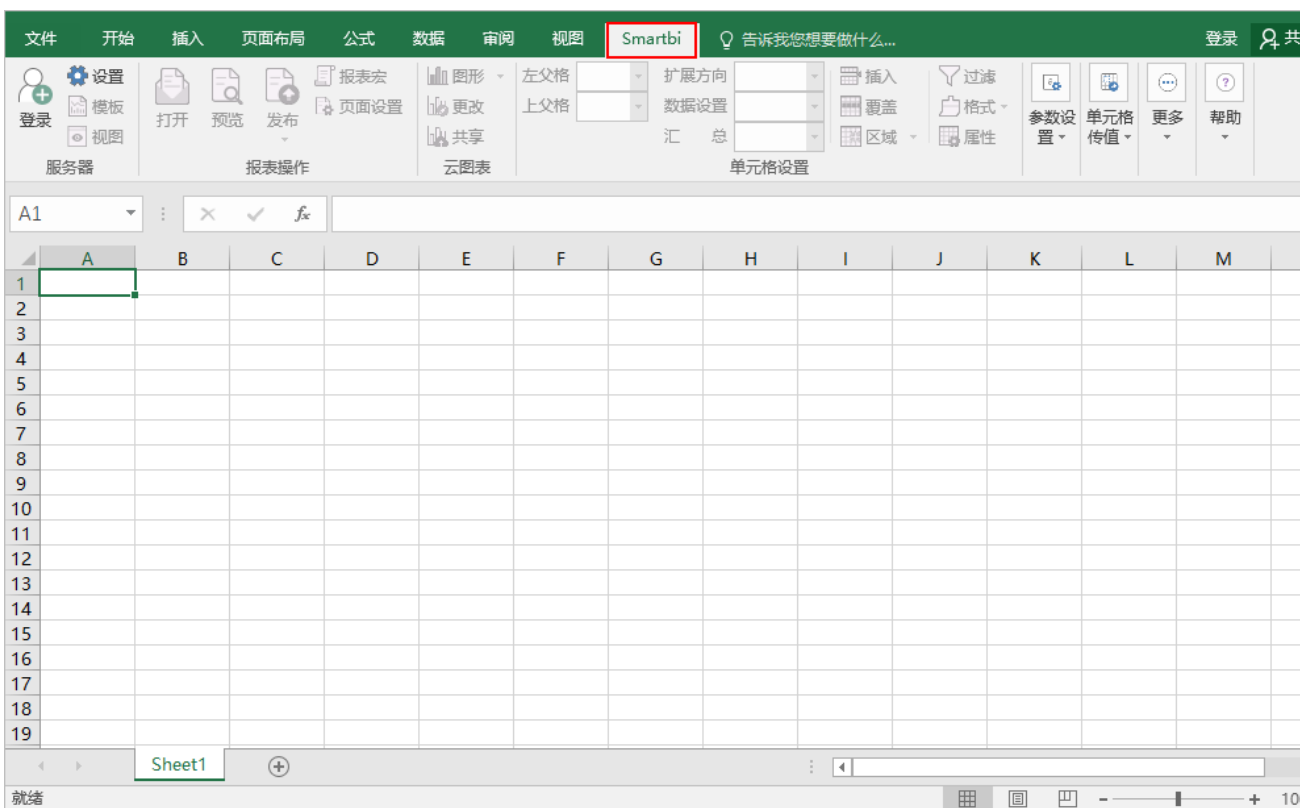 文件 开始 插入 页面布局 公式 数据 审阅 视图 Smartbi 告诉我您想要做什么... 登录 共
设置 报表宏 图形 左父格 扩展方向 插入 过滤
模板 页面设置 更改 上父格 数据设置 覆盖 格式
登录 打开 预览 发布 参数设置 单元格传值 更多 帮助
视图 共享 汇 总 区域 属性
服务器 报表操作 云图表 单元格设置
A1 fx
A B C D E F G H I J K L M
1
2
3
4
5
6
7
8
9
10
11
12
13
14
15
16
17
18
19
Sheet1
就绪 - + 10